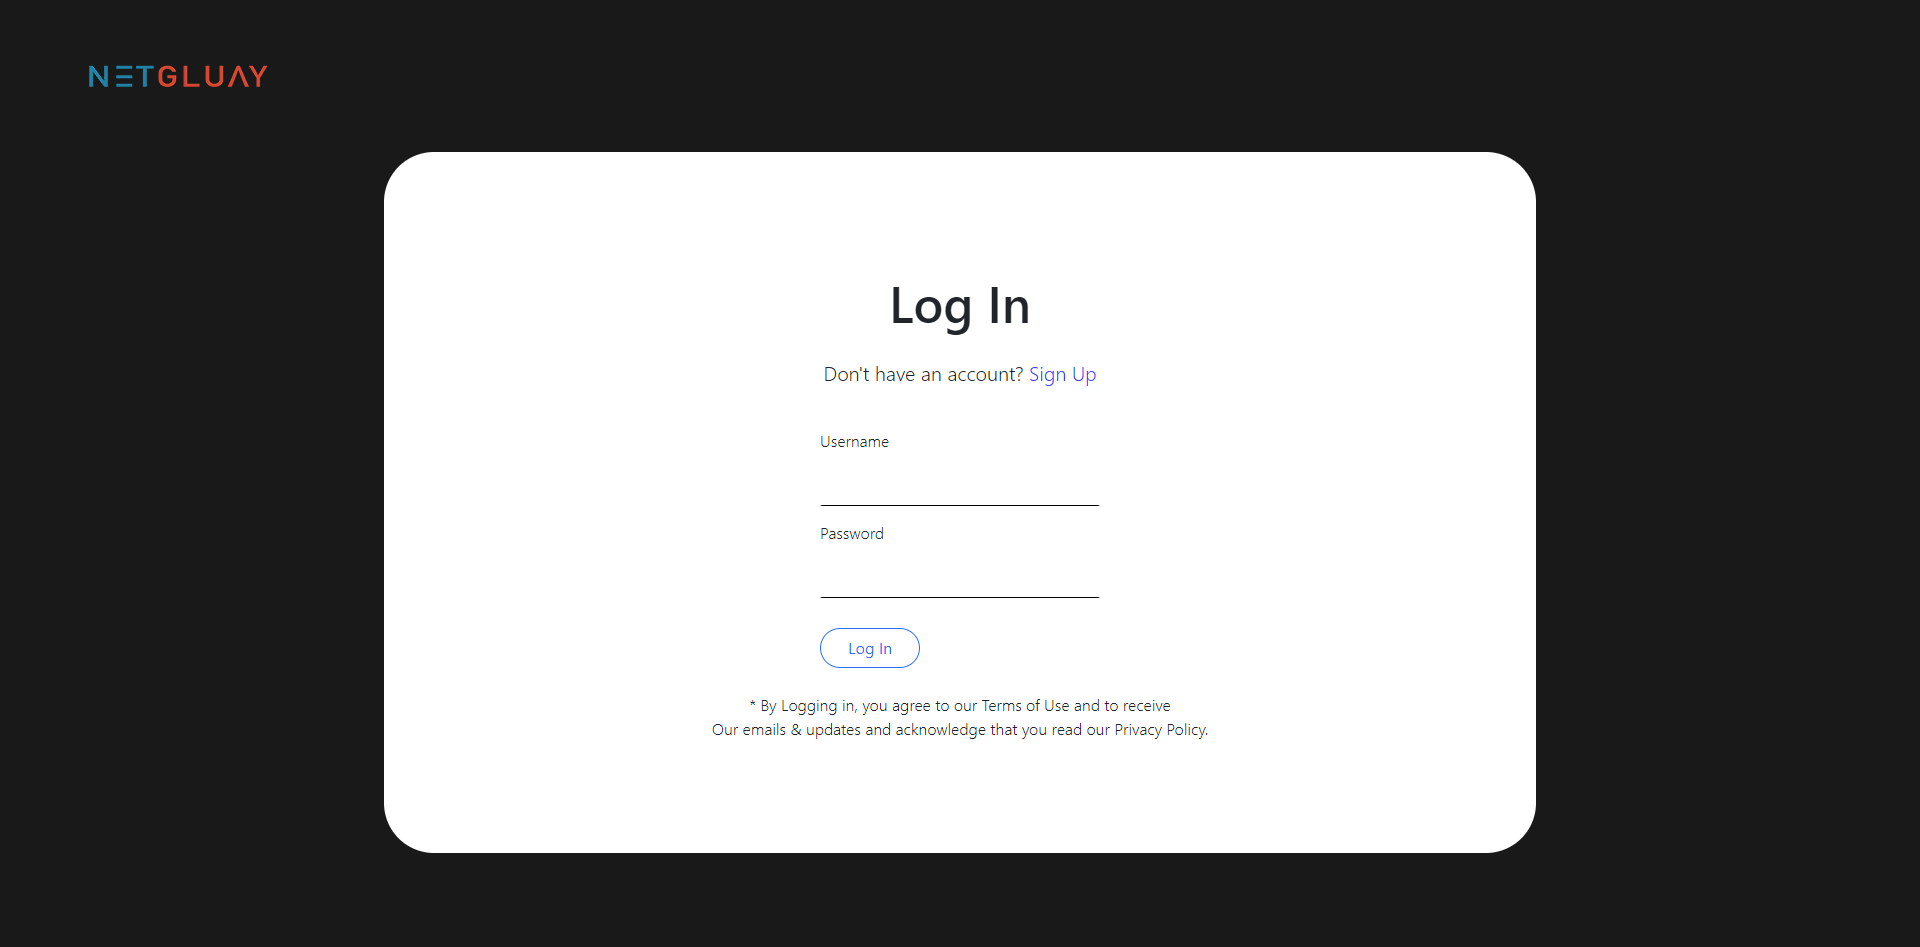 NETGLUAY
Log In
Don't have an account? Sign Up
Username
Password
Log In
* By Logging in, you agree to our Terms of Use and to receive
Our emails & updates and acknowledge that you read our Privacy Policy.